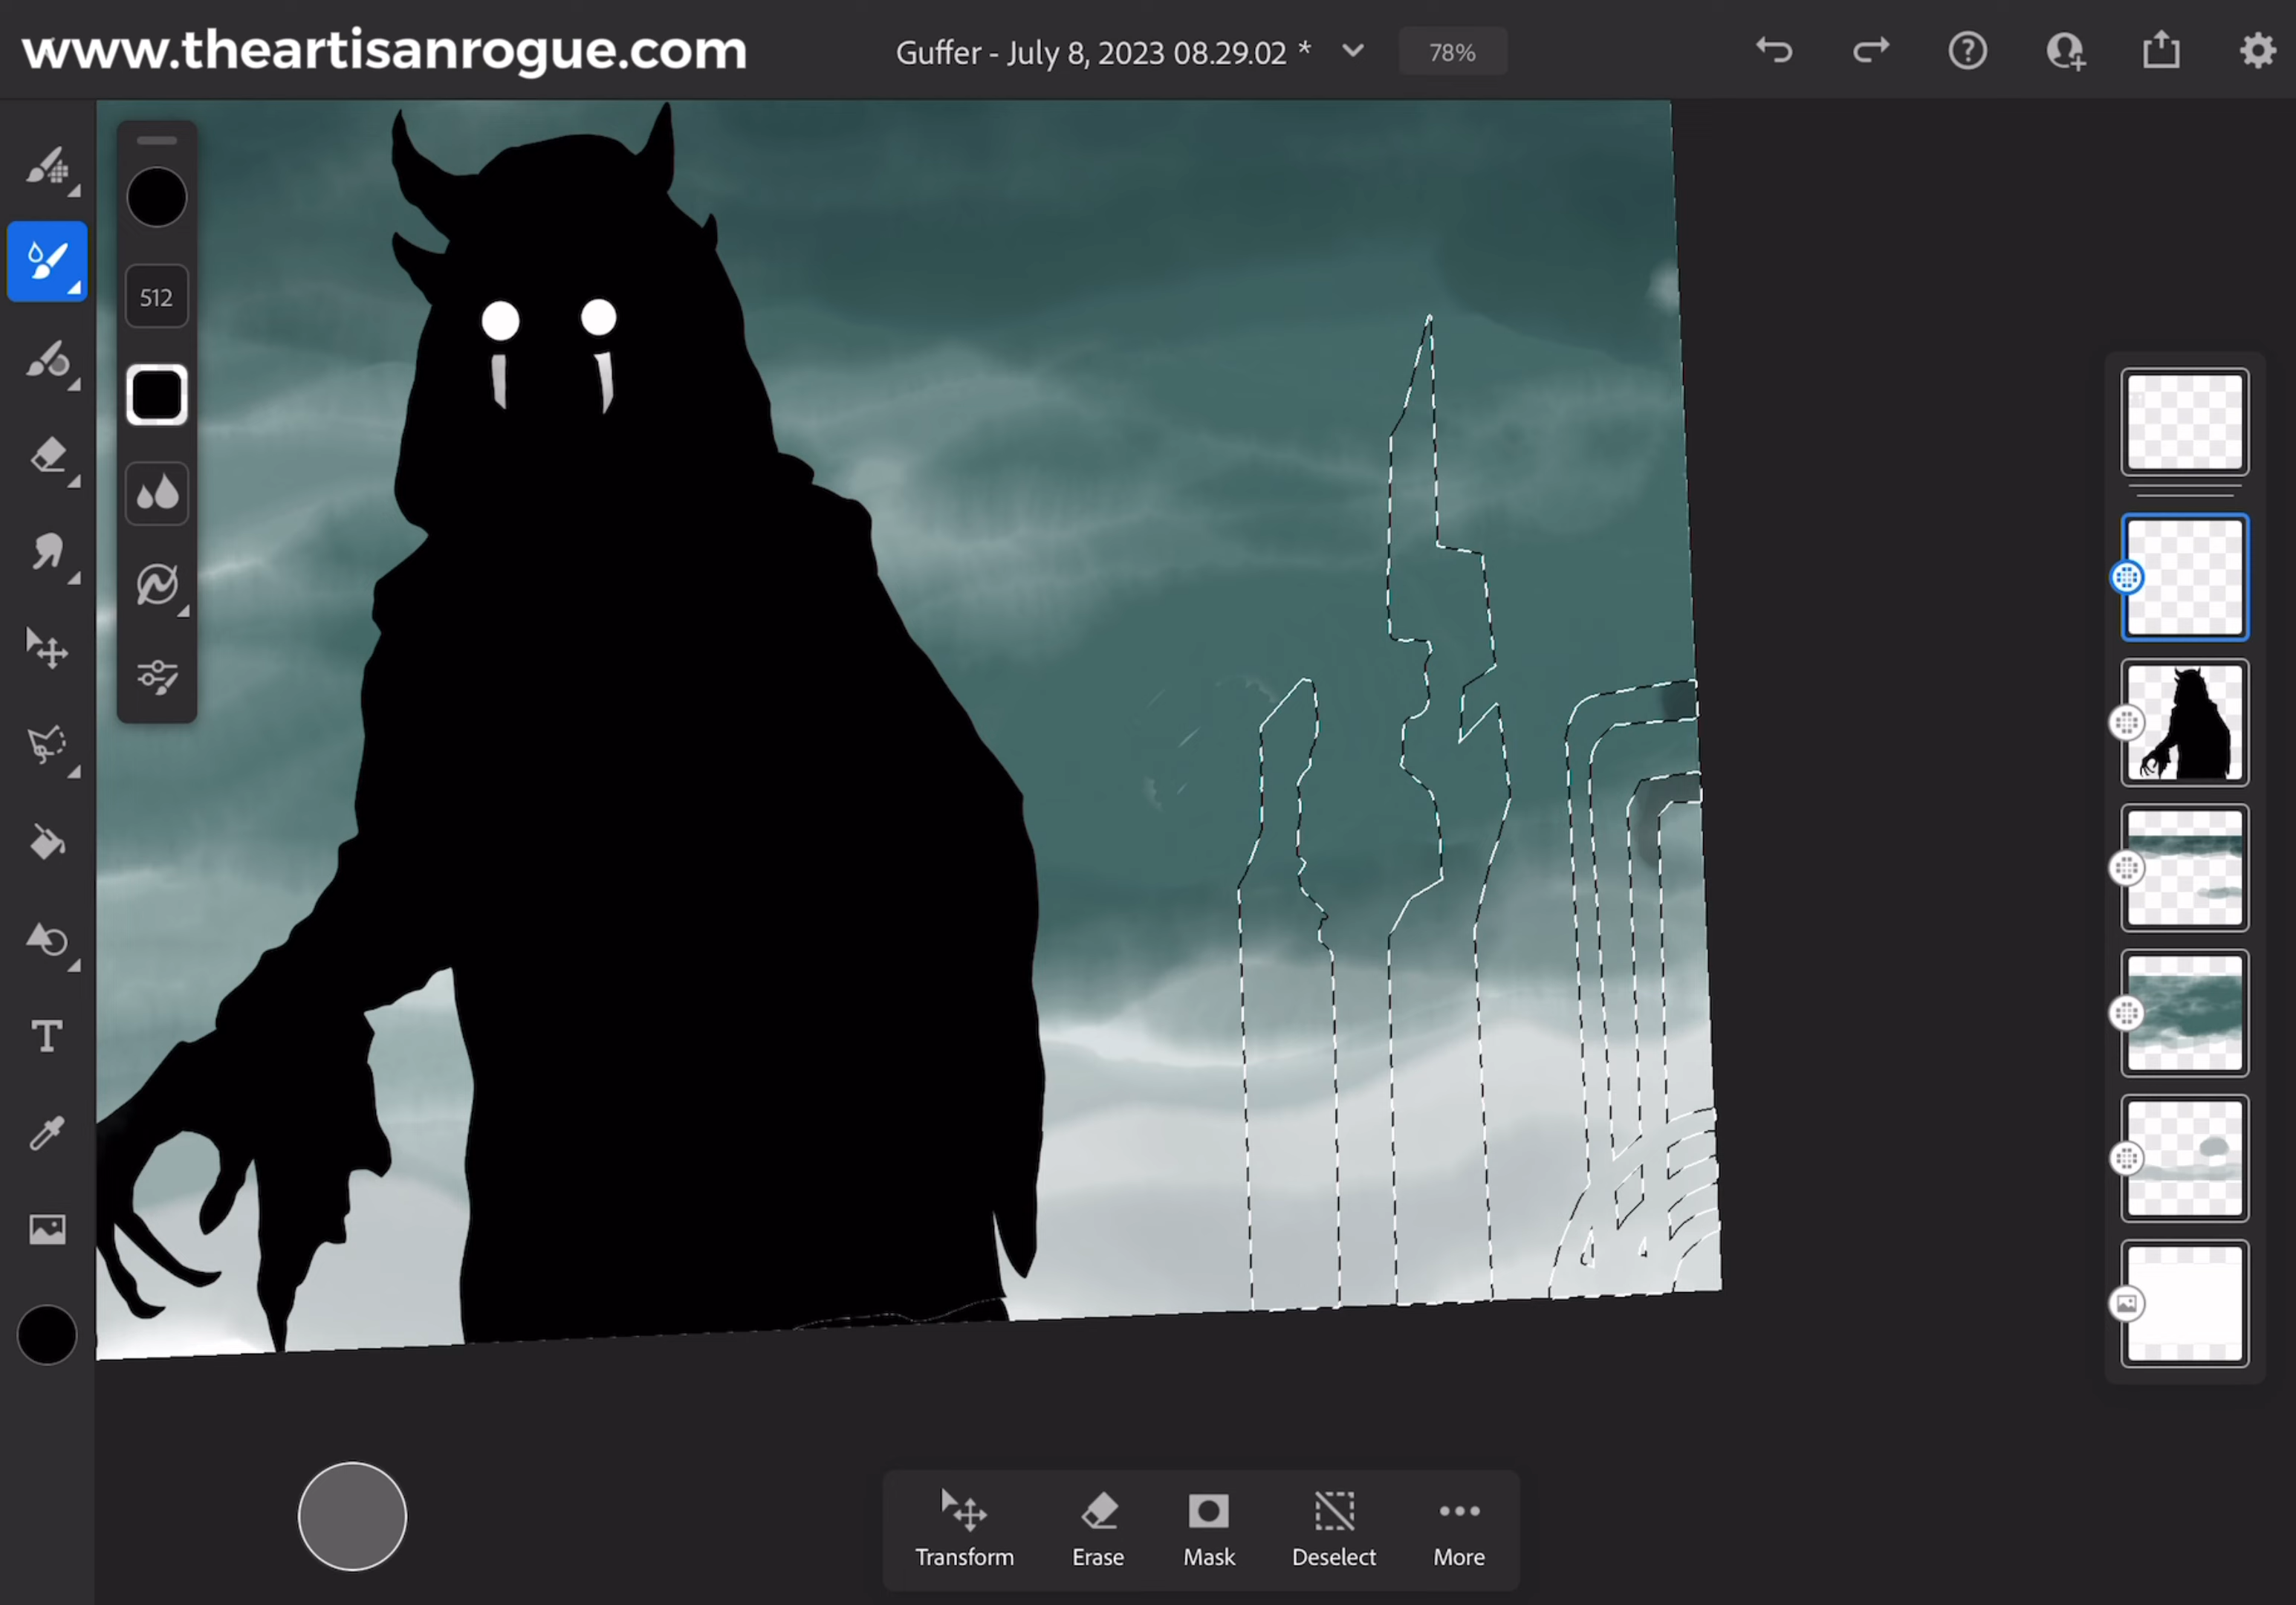 www.theartisanrogue.com
Guffer - July 8, 2023 08.29.02 *
78%
512
T
Transform
Erase
Mask
Deselect
More